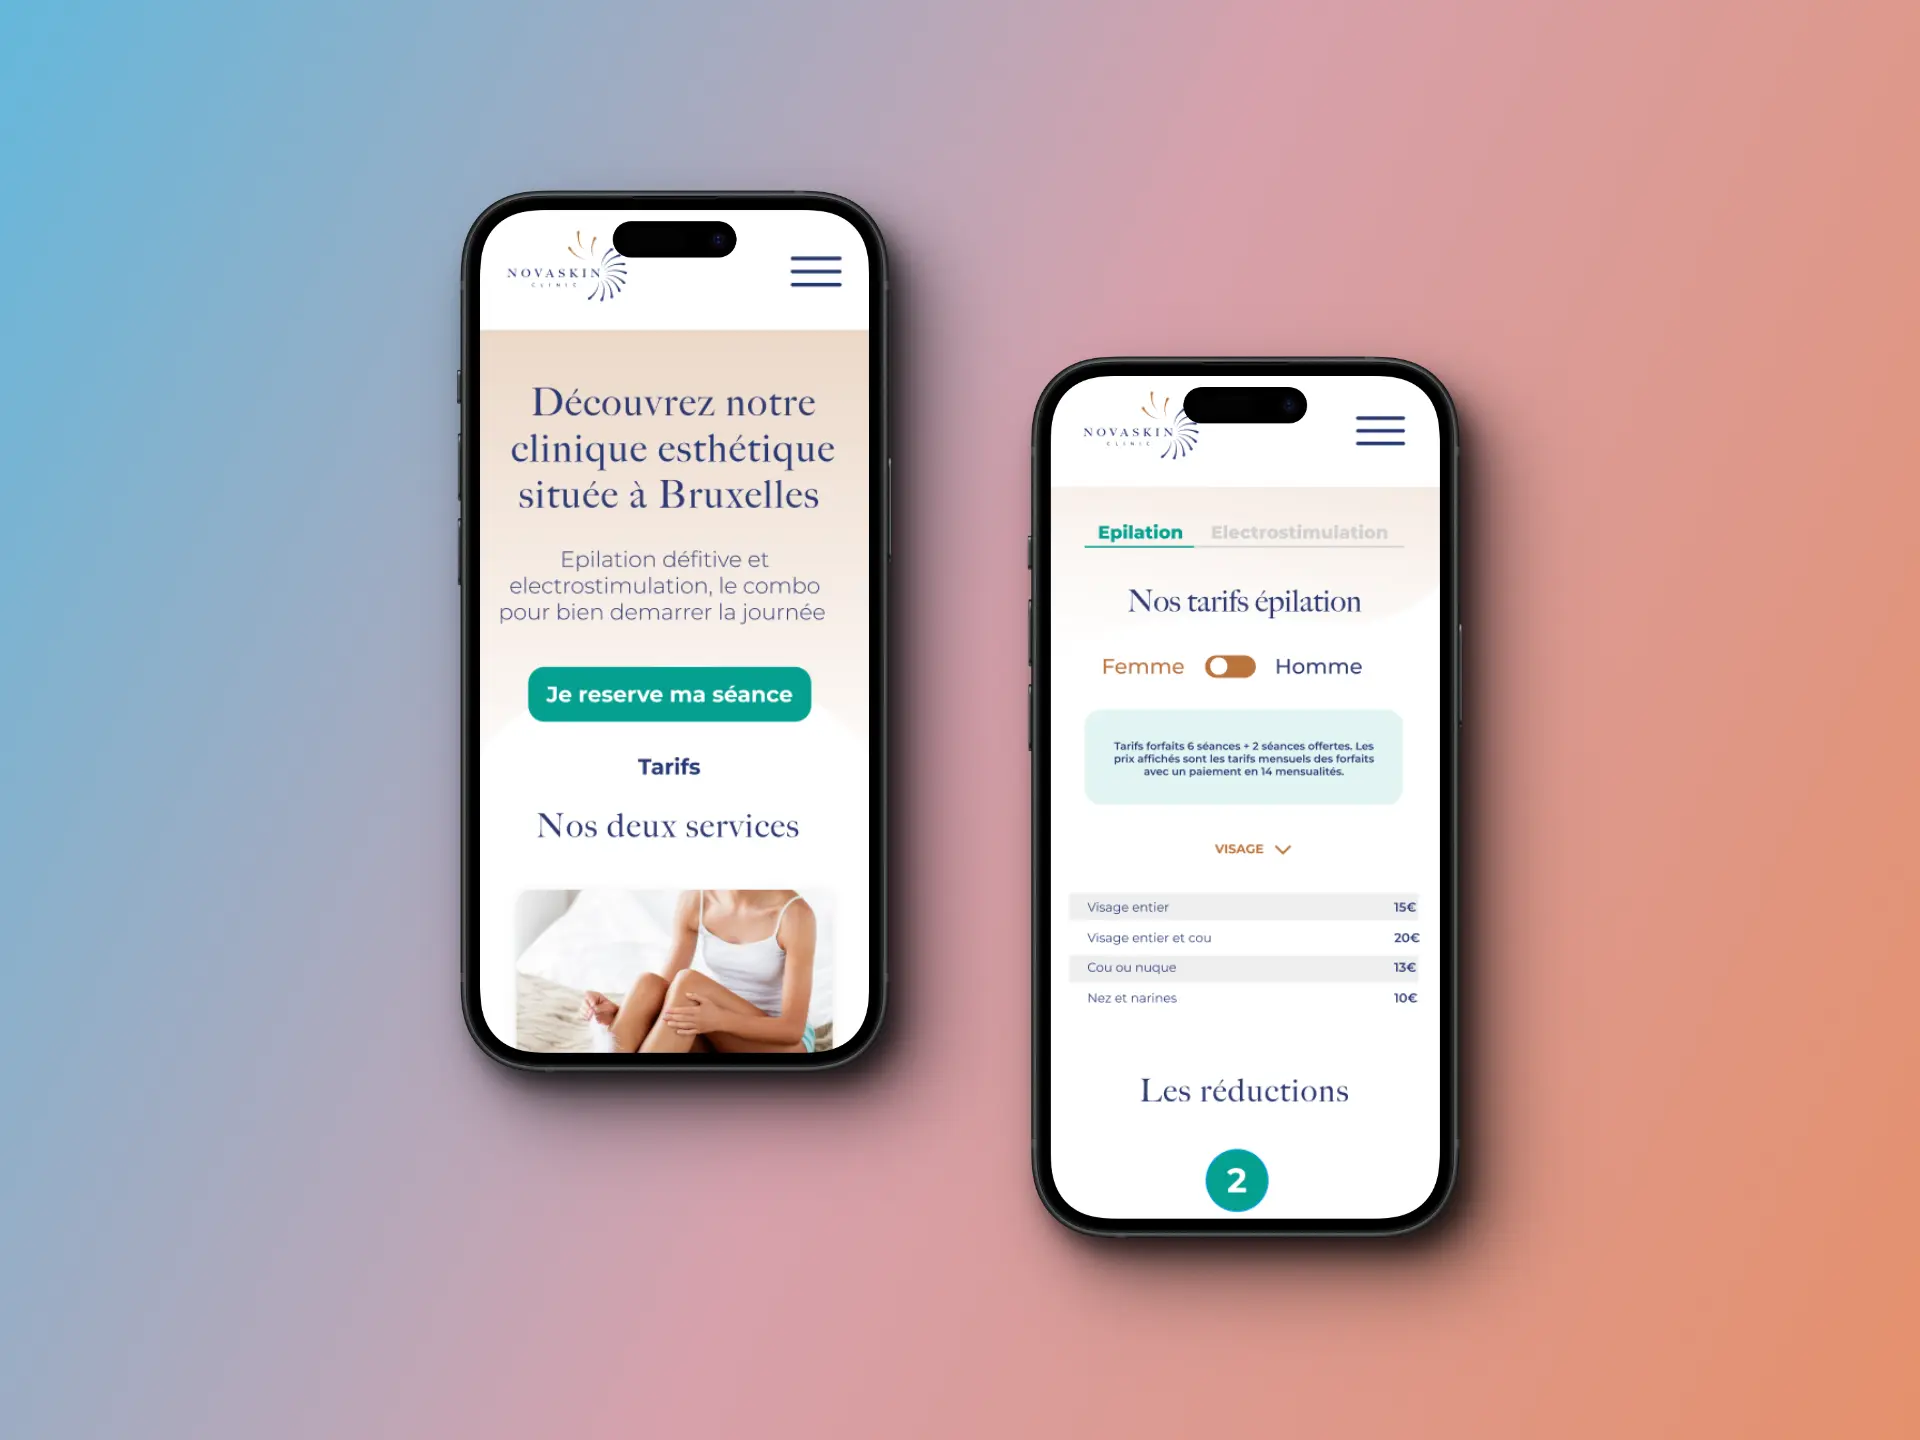 NOVASKIN
CLINIC
Découvrez notre
clinique esthétique
située à Bruxelles
Epilation défitive et
electrostimulation, le combo
pour bien demarrer la journée
Je reserve ma séance
Tarifs
Nos deux services
NOVASKIN
CLINIC
Epilation Electrostimulation
Nos tarifs épilation
Femme Homme
Tarifs forfaits 6 séances + 2 séances offertes. Les
prix affichés sont les tarifs mensuels des forfaits
avec un paiement en 14 mensualités.
VISAGE
Visage entier 15€
Visage entier et cou 20€
Cou ou nuque 13€
Nez et narines 10€
Les réductions
2